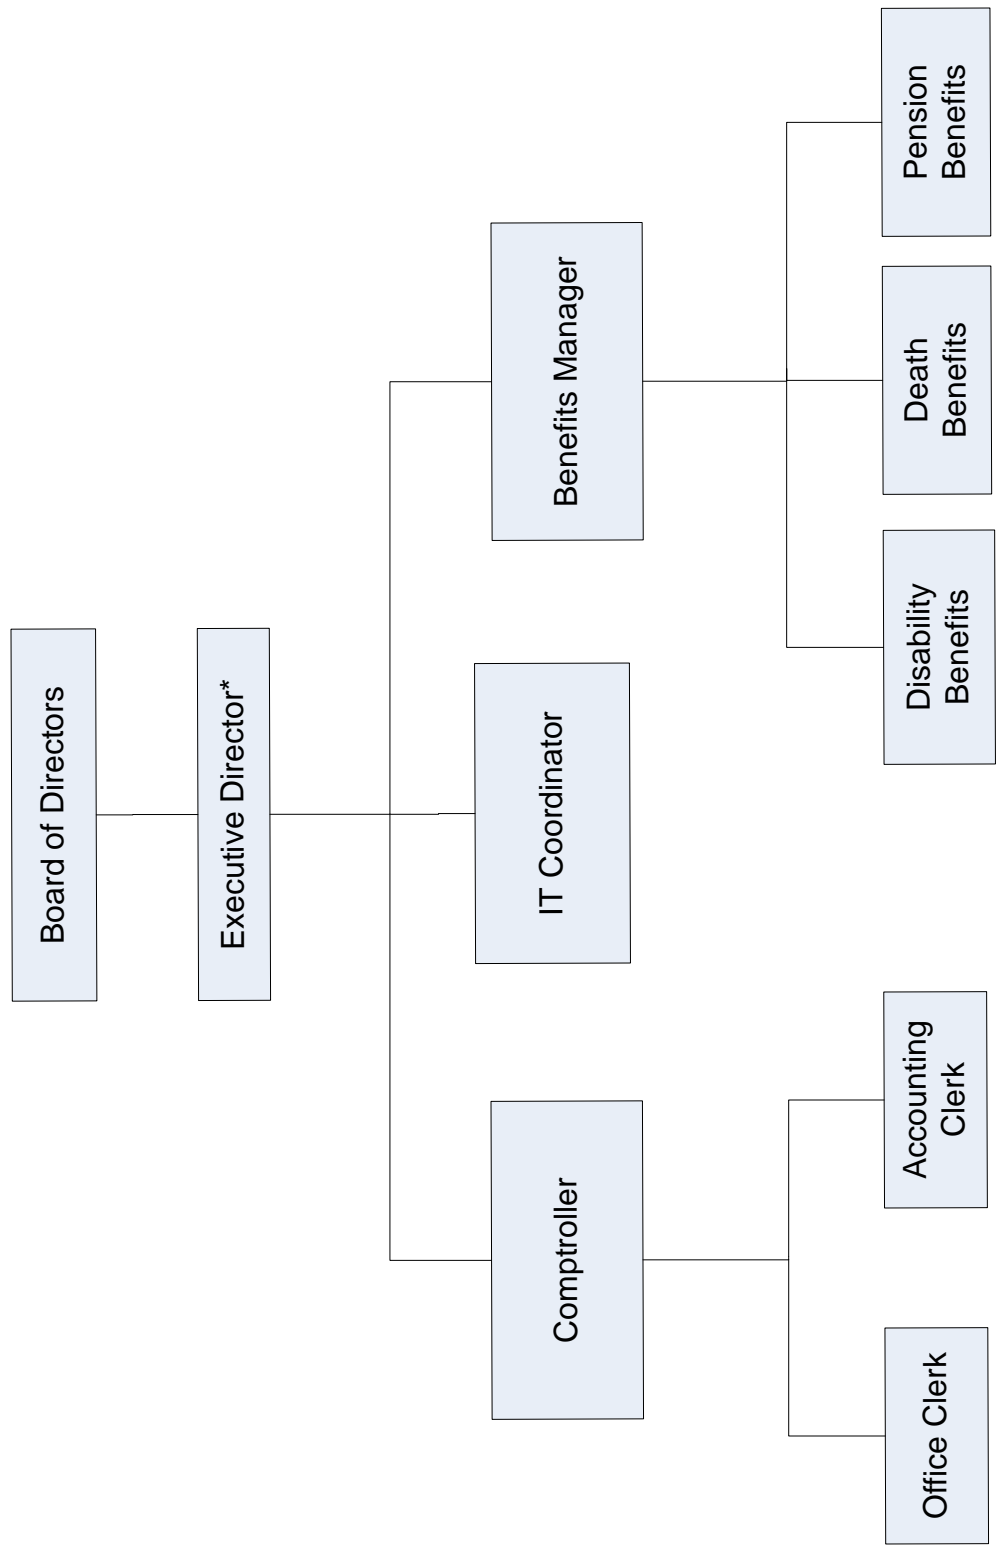 Board of Directors
Executive Director*
Comptroller
IT Coordinator
Benefits Manager
Office Clerk
Accounting
Clerk
Disability
Benefits
Death
Benefits
Pension
Benefits